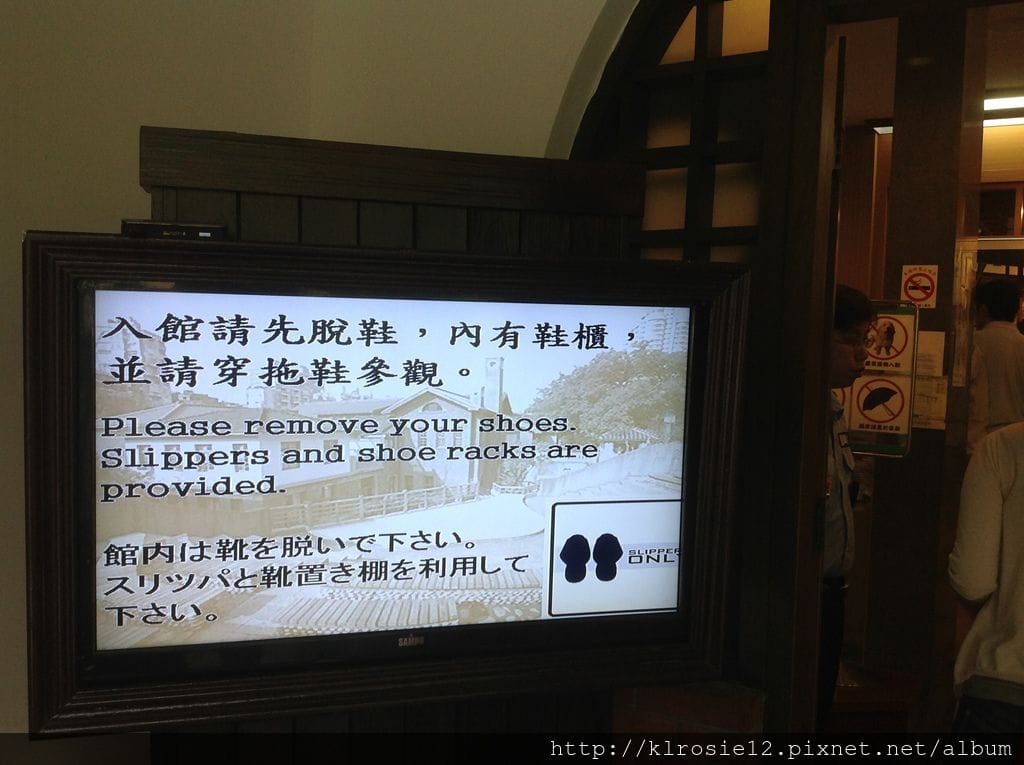 入館請先脫鞋，內有鞋櫃，
並請穿拖鞋參觀。
Please remove your shoes.
Slippers and shoe racks are
provided.
館内は靴を脱いで下さい。
スリッパと靴置き棚を利用して
下さい。
SLIPPER
ONL
SAMPO
http://klrosie12.pixnet.net/album